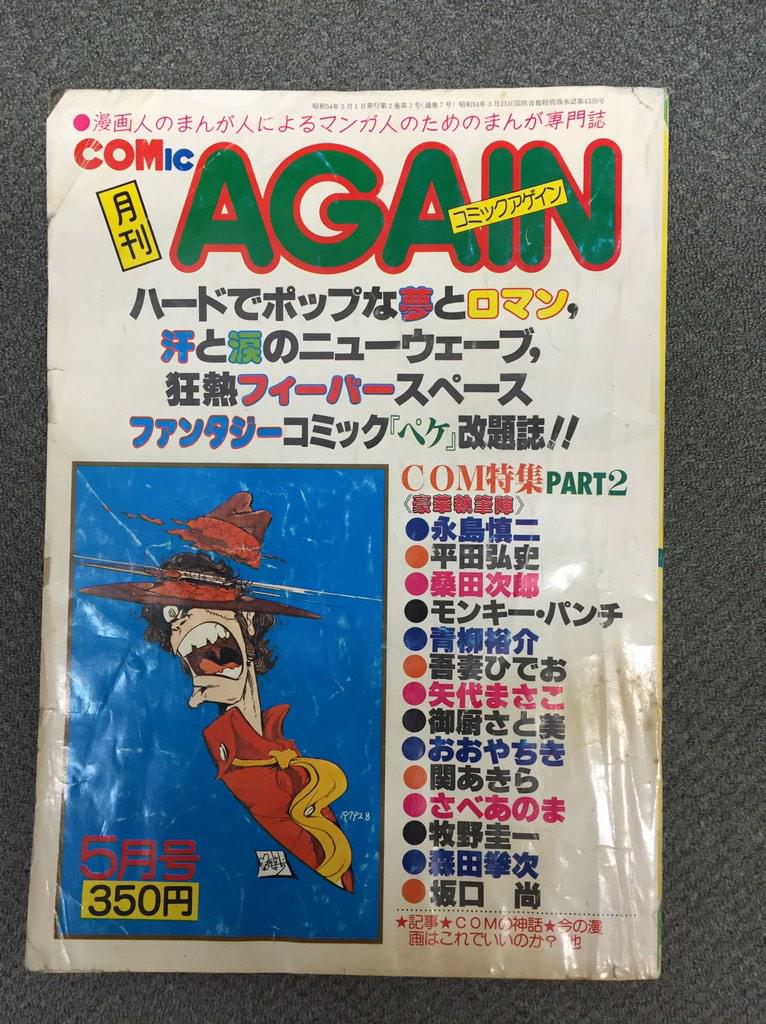 昭和54年5月1日発行第2巻第3号(通巻7号) 昭和54年3月23日国鉄首都特別扱承認第4339号
●漫画人のまんが人によるマンガ人のためのまんが専門誌
COMIC
月刊
AGAIN
コミックアゲイン
ハードでポップな夢とロマン,
汗と涙のニューウェーブ,
狂熱フィーバースペース
ファンタジーコミック『ペケ』改題誌!!
COM特集PART2
《豪華執筆陣》
●永島慎二
●平田弘史
●桑田次郎
●モンキー・パンチ
●青柳裕介
●吾妻ひでお
●矢代まさこ
●御厨さと美
●おおやちき
●関あきら
●さべあのま
●牧野圭一
●森田拳次
●坂口 尚
★記事★COMの神話★今の漫
画はこれでいいのか? 他
5月号
350円